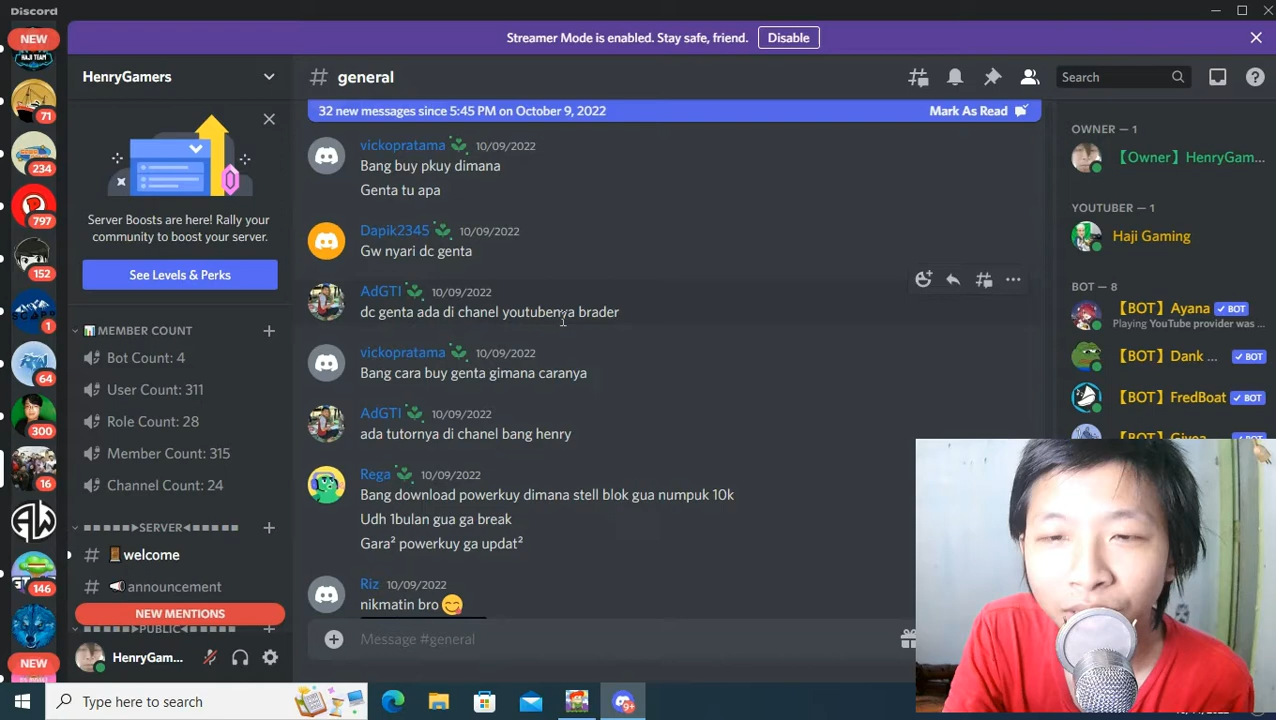 Discord
NEW
71
234
797
152
1
64
300
16
146
NEW
Streamer Mode is enabled. Stay safe, friend.
Disable
HenryGamers
Server Boosts are here! Rally your
community to boost your server.
See Levels & Perks
MEMBER COUNT
Bot Count: 4
User Count: 311
Role Count: 28
Member Count: 315
Channel Count: 24
SERVER
welcome
announcement
NEW MENTIONS
PUBLIC
HenryGam...
# general
Search
32 new messages since 5:45 PM on October 9, 2022
Mark As Read
vickopratama 10/09/2022
Bang buy pkuy dimana
Genta tu apa
Dapik2345 10/09/2022
Gw nyari dc genta
AdGTI 10/09/2022
dc genta ada di chanel youtubenya brader
vickopratama 10/09/2022
Bang cara buy genta gimana caranya
AdGTI 10/09/2022
ada tutornya di chanel bang henry
Rega 10/09/2022
Bang download powerkuy dimana stell blok gua numpuk 10k
Udh 1bulan gua ga break
Gara² powerkuy ga updat²
Riz 10/09/2022
nikmatin bro
Message #general
OWNER — 1
【Owner】HenryGam...
YOUTUBER — 1
Haji Gaming
BOT — 8
【BOT】Ayana BOT
Playing YouTube provider was ...
【BOT】Dank ... BOT
【BOT】FredBoat BOT
Type here to search
9+